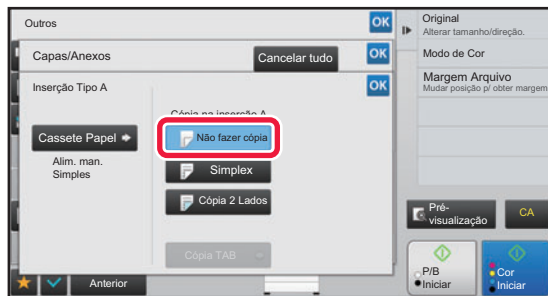 Outros
OK
Capas/Anexos
Cancelar tudo
OK
Inserção Tipo A
OK
Cópia na inserção A
Cassete Papel
Alim. man.
Simples
Não fazer cópia
Simplex
Cópia 2 Lados
Cópia TAB
Anterior
Original
Alterar tamanho/direção.
Modo de Cor
Margem Arquivo
Mudar posição p/ obter margem
Pré-
visualização
CA
P/B
Iniciar
Cor
Iniciar